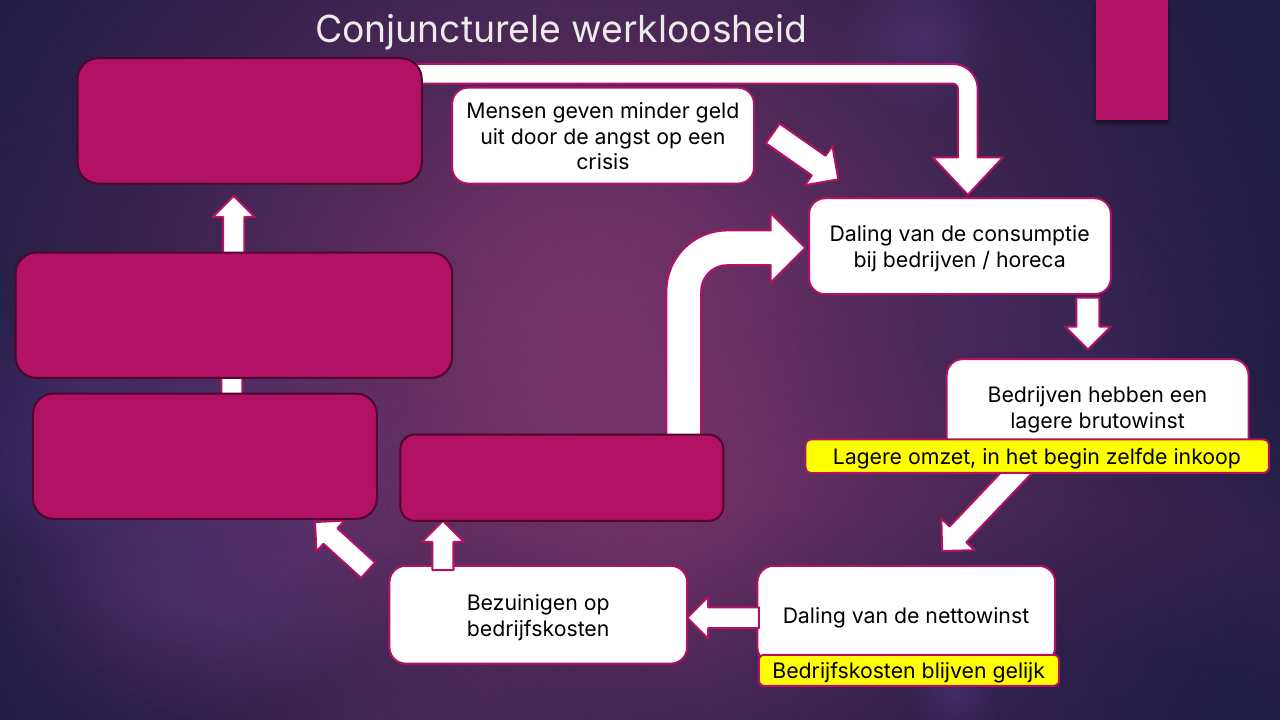 Conjuncturele werkloosheid
Mensen geven minder geld
uit door de angst op een
crisis
Daling van de consumptie
bij bedrijven / horeca
Bedrijven hebben een
lagere brutowinst
Lagere omzet, in het begin zelfde inkoop
Daling van de nettowinst
Bedrijfskosten blijven gelijk
Bezuinigen op
bedrijfskosten